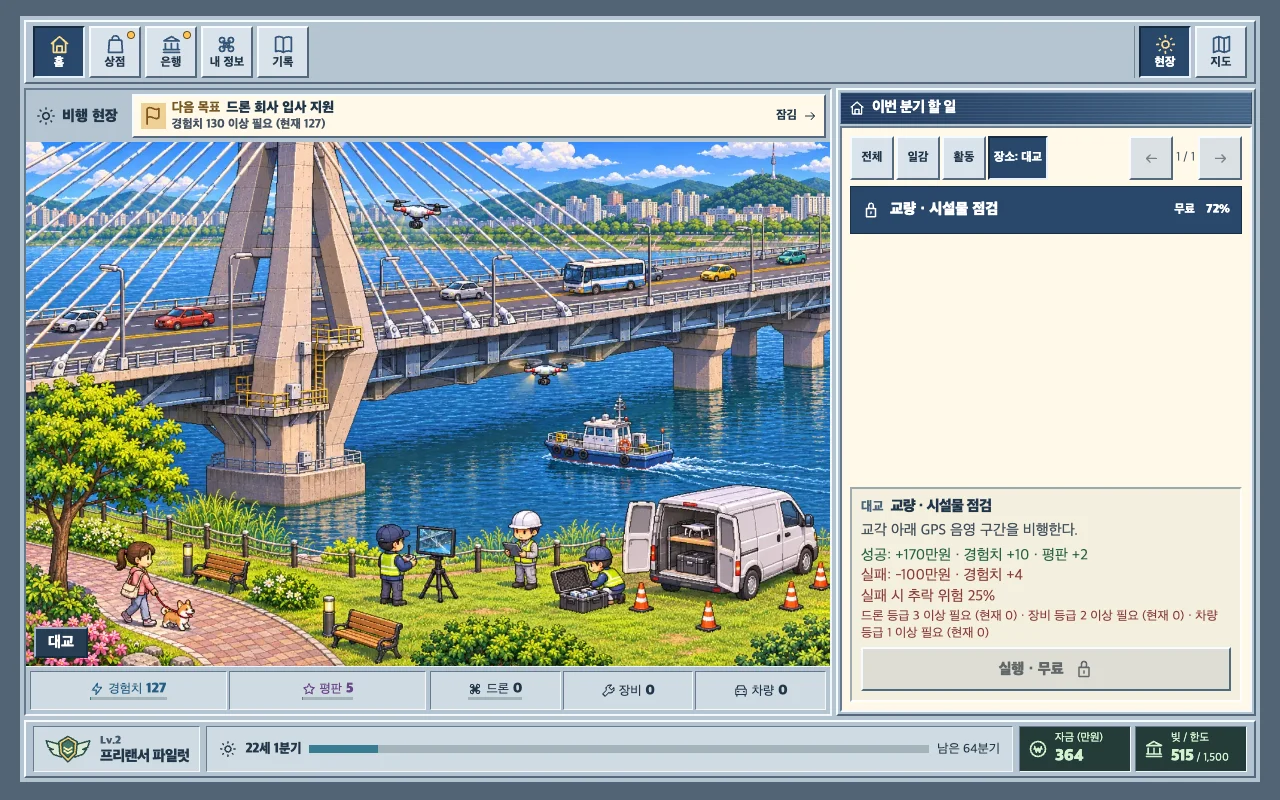 홈
상점
은행
내 정보
기록
현장
지도
비행 현장
다음 목표 드론 회사 입사 지원
경험치 130 이상 필요 (현재 127)
잠김 →
이번 분기 할 일
전체
일감
활동
장소: 대교
←
1 / 1
→
교량 · 시설물 점검
무료 72%
대교 교량 · 시설물 점검
교각 아래 GPS 음영 구간을 비행한다.
성공: +170만원 · 경험치 +10 · 평판 +2
실패: -100만원 · 경험치 +4
실패 시 추락 위험 25%
드론 등급 3 이상 필요 (현재 0) · 장비 등급 2 이상 필요 (현재 0) · 차량
등급 1 이상 필요 (현재 0)
실행 · 무료
대교
경험치 127
평판 5
드론 0
장비 0
차량 0
Lv.2
프리랜서 파일럿
22세 1분기
남은 64분기
자금 (만원)
364
빚 / 한도
515 / 1,500